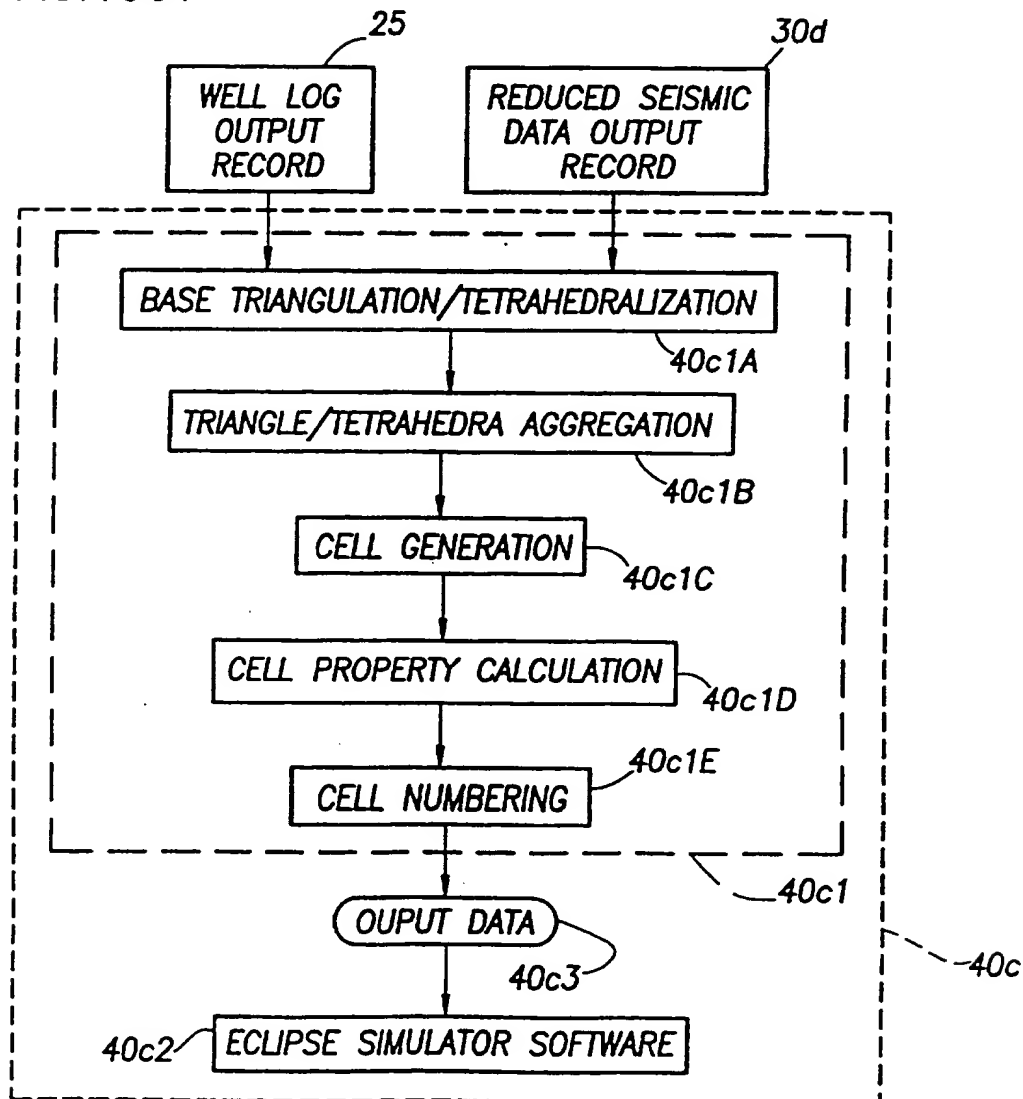 25
30d
WELL LOG
OUTPUT
RECORD
REDUCED SEISMIC
DATA OUTPUT
RECORD
BASE TRIANGULATION/TETRAHEDRALIZATION
40c1A
TRIANGLE/TETRAHEDRA AGGREGATION
40c1B
CELL GENERATION
40c1C
CELL PROPERTY CALCULATION
40c1D
40c1E
CELL NUMBERING
40c1
OUPUT DATA
40c3
40c
40c2
ECLIPSE SIMULATOR SOFTWARE